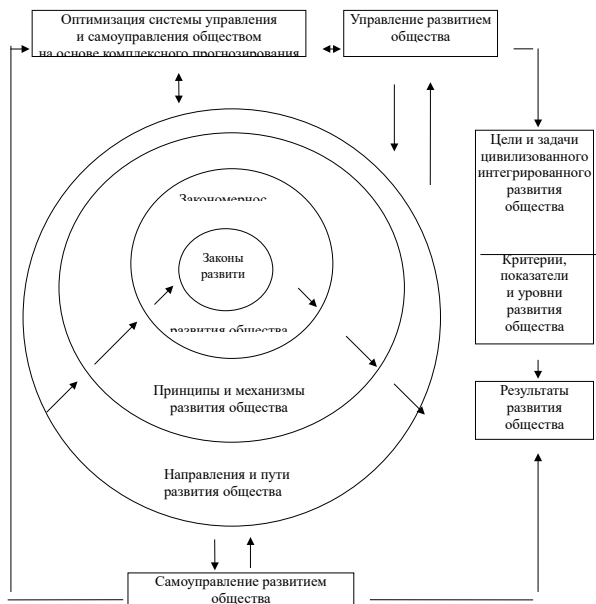 Оптимизация системы управления
и самоуправления обществом
на основе комплексного прогнозирования
Управление развитием
общества
Цели и задачи
цивилизованного
интегрированного
развития
общества
Критерии,
показатели
и уровни
развития
общества
Результаты
развития
общества
Закономернос
Законы
развити
развития общества
Принципы и механизмы
развития общества
Направления и пути
развития общества
Самоуправление развитием
общества